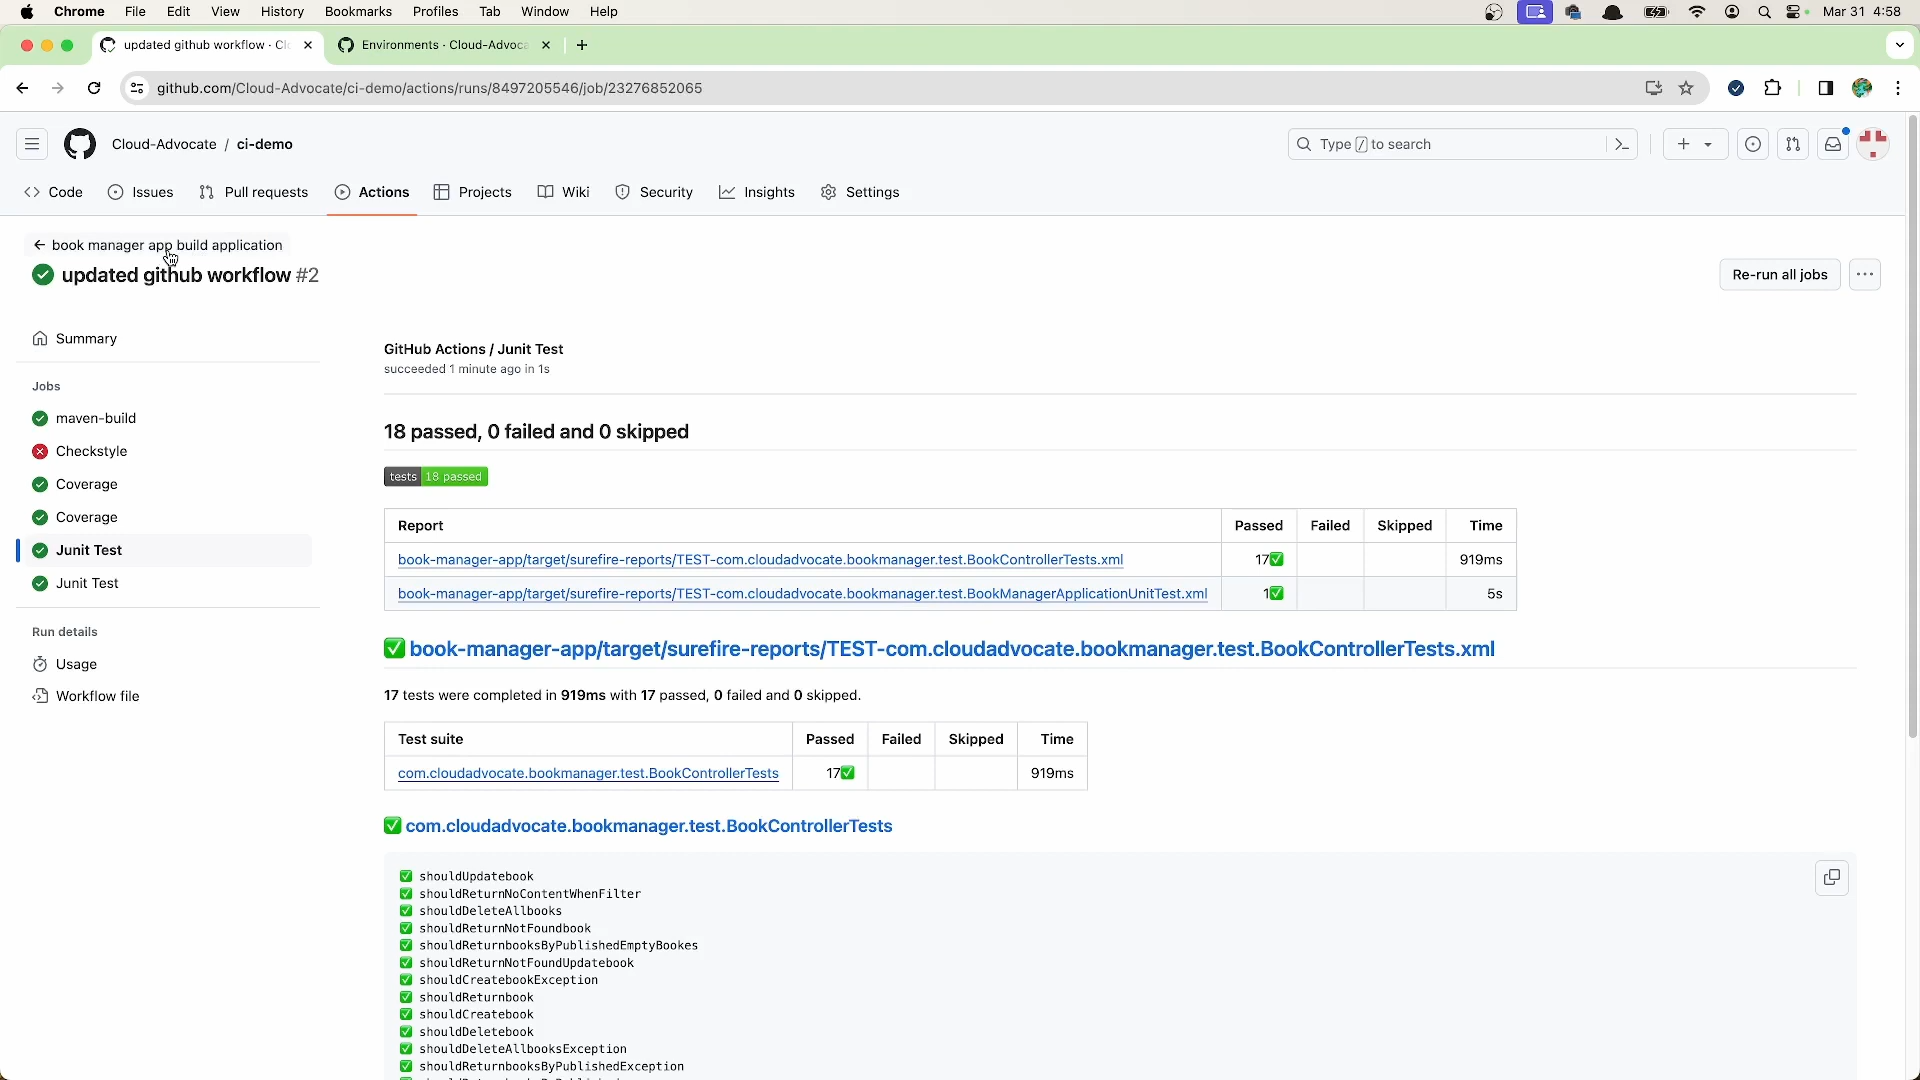 Chrome File Edit View History Bookmarks Profiles Tab Window Help Mar 31 4:58
updated github workflow · Environments · Cloud-Advoca
github.com/Cloud-Advocate/ci-demo/actions/runs/8497205546/job/23276852065
Cloud-Advocate / ci-demo Type / to search
Code Issues Pull requests Actions Projects Wiki Security Insights Settings
book manager app build application
updated github workflow #2
Re-run all jobs
Summary
Jobs
maven-build
Checkstyle
Coverage
Coverage
Junit Test
Junit Test
Run details
Usage
Workflow file
GitHub Actions / Junit Test
succeeded 1 minute ago in 1s
18 passed, 0 failed and 0 skipped
tests 18 passed
Report Passed Failed Skipped Time
book-manager-app/target/surefire-reports/TEST-com.cloudadvocate.bookmanager.test.BookControllerTests.xml 17✅ 919ms
book-manager-app/target/surefire-reports/TEST-com.cloudadvocate.bookmanager.test.BookManagerApplicationUnitTest.xml 1✅ 5s
✅ book-manager-app/target/surefire-reports/TEST-com.cloudadvocate.bookmanager.test.BookControllerTests.xml
17 tests were completed in 919ms with 17 passed, 0 failed and 0 skipped.
Test suite Passed Failed Skipped Time
com.cloudadvocate.bookmanager.test.BookControllerTests 17✅ 919ms
✅ com.cloudadvocate.bookmanager.test.BookControllerTests
✅ shouldUpdatebook
✅ shouldReturnNoContentWhenFilter
✅ shouldDeleteAllbooks
✅ shouldReturnNotFoundbook
✅ shouldReturnbooksByPublishedEmptyBookes
✅ shouldReturnNotFoundUpdatebook
✅ shouldCreatebookException
✅ shouldReturnbook
✅ shouldCreatebook
✅ shouldDeletebook
✅ shouldDeleteAllbooksException
✅ shouldReturnbooksByPublishedException